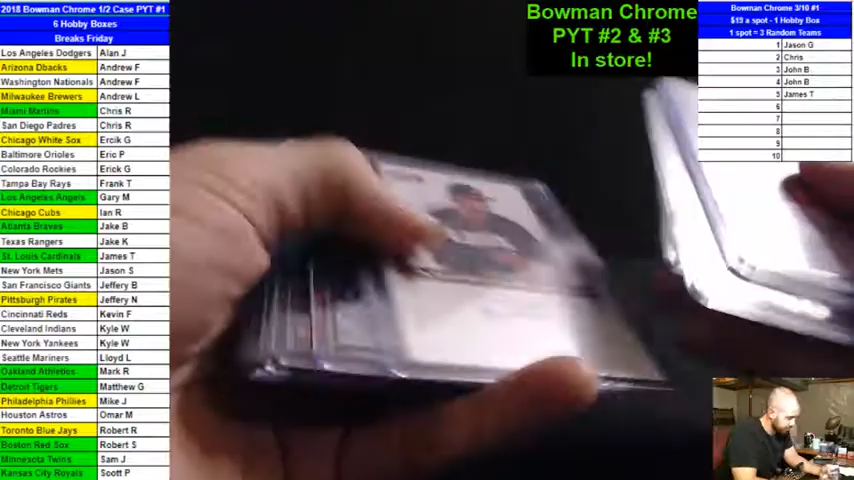 2018 Bowman Chrome 1/2 Case PYT #1
6 Hobby Boxes
Breaks Friday
Los Angeles Dodgers Alan J
Arizona Dbacks Andrew F
Washington Nationals Andrew F
Milwaukee Brewers Andrew L
Miami Marlins Chris R
San Diego Padres Chris R
Chicago White Sox Ercik G
Baltimore Orioles Eric P
Colorado Rockies Erick G
Tampa Bay Rays Frank T
Los Angeles Angels Gary M
Chicago Cubs Ian R
Atlanta Braves Jake B
Texas Rangers Jake K
St. Louis Cardinals James T
New York Mets Jason S
San Francisco Giants Jeffery B
Pittsburgh Pirates Jeffery N
Cincinnati Reds Kevin F
Cleveland Indians Kyle W
New York Yankees Kyle W
Seattle Mariners Lloyd L
Oakland Athletics Mark R
Detroit Tigers Matthew G
Philadelphia Phillies Mike J
Houston Astros Omar M
Toronto Blue Jays Robert R
Boston Red Sox Robert S
Minnesota Twins Sam J
Kansas City Royals Scott P
Bowman Chrome
PYT #2 & #3
In store!
Bowman Chrome 3/10 #1
$19 a spot - 1 Hobby Box
1 spot = 3 Random Teams
1 Jason G
2 Chris
3 John B
4 John B
5 James T
6
7
8
9
10